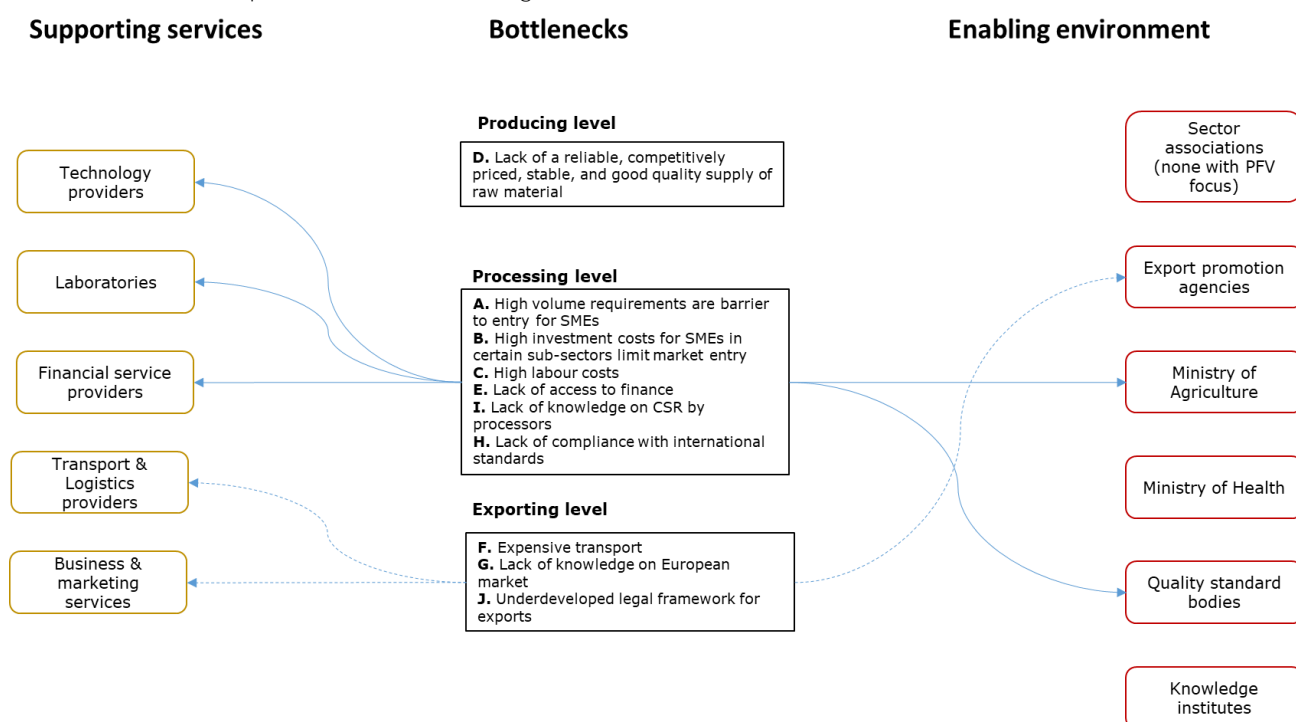 Supporting services
Bottlenecks
Enabling environment
Technology
providers
Laboratories
Financial service
providers
Transport &
Logistics
providers
Business &
marketing
services
Producing level
D. Lack of a reliable, competitively
priced, stable, and good quality supply of
raw material
Processing level
A. High volume requirements are barrier
to entry for SMEs
B. High investment costs for SMEs in
certain sub-sectors limit market entry
C. High labour costs
E. Lack of access to finance
I. Lack of knowledge on CSR by
processors
H. Lack of compliance with international
standards
Exporting level
F. Expensive transport
G. Lack of knowledge on European
market
J. Underdeveloped legal framework for
exports
Sector
associations
(none with PFV
focus)
Export promotion
agencies
Ministry of
Agriculture
Ministry of Health
Quality standard
bodies
Knowledge
institutes